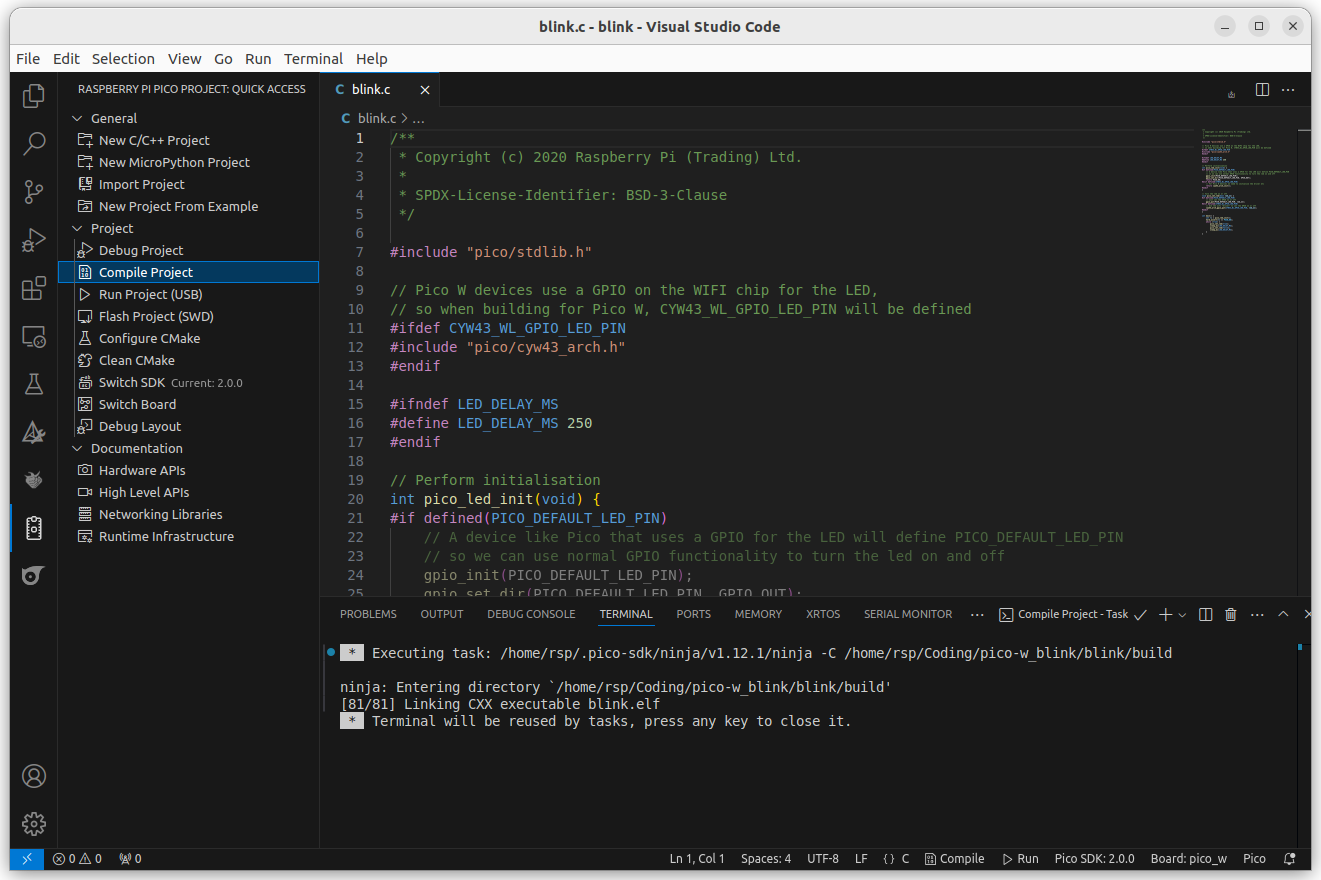 blink.c - blink - Visual Studio Code
File Edit Selection View Go Run Terminal Help
RASPBERRY PI PICO PROJECT: QUICK ACCESS
General
New C/C++ Project
New MicroPython Project
Import Project
New Project From Example
Project
Debug Project
Compile Project
Run Project (USB)
Flash Project (SWD)
Configure CMake
Clean CMake
Switch SDK Current: 2.0.0
Switch Board
Debug Layout
Documentation
Hardware APIs
High Level APIs
Networking Libraries
Runtime Infrastructure
C blink.c
C blink.c > ...
1 /**
2 * Copyright (c) 2020 Raspberry Pi (Trading) Ltd.
3 *
4 * SPDX-License-Identifier: BSD-3-Clause
5 */
6
7 #include "pico/stdlib.h"
8
9 // Pico W devices use a GPIO on the WIFI chip for the LED,
10 // so when building for Pico W, CYW43_WL_GPIO_LED_PIN will be defined
11 #ifdef CYW43_WL_GPIO_LED_PIN
12 #include "pico/cyw43_arch.h"
13 #endif
14
15 #ifndef LED_DELAY_MS
16 #define LED_DELAY_MS 250
17 #endif
18
19 // Perform initialisation
20 int pico_led_init(void) {
21 #if defined(PICO_DEFAULT_LED_PIN)
22 // A device like Pico that uses a GPIO for the LED will define PICO_DEFAULT_LED_PIN
23 // so we can use normal GPIO functionality to turn the led on and off
24 gpio_init(PICO_DEFAULT_LED_PIN);
25 gpio_set_dir(PICO_DEFAULT_LED_PIN, GPIO_OUT);
PROBLEMS OUTPUT DEBUG CONSOLE TERMINAL PORTS MEMORY XRTOS SERIAL MONITOR ... Compile Project - Task
* Executing task: /home/rsp/.pico-sdk/ninja/v1.12.1/ninja -C /home/rsp/Coding/pico-w_blink/blink/build
ninja: Entering directory `/home/rsp/Coding/pico-w_blink/blink/build'
[81/81] Linking CXX executable blink.elf
* Terminal will be reused by tasks, press any key to close it.
0 0 0 Ln 1, Col 1 Spaces: 4 UTF-8 LF {} C Compile Run Pico SDK: 2.0.0 Board: pico_w Pico